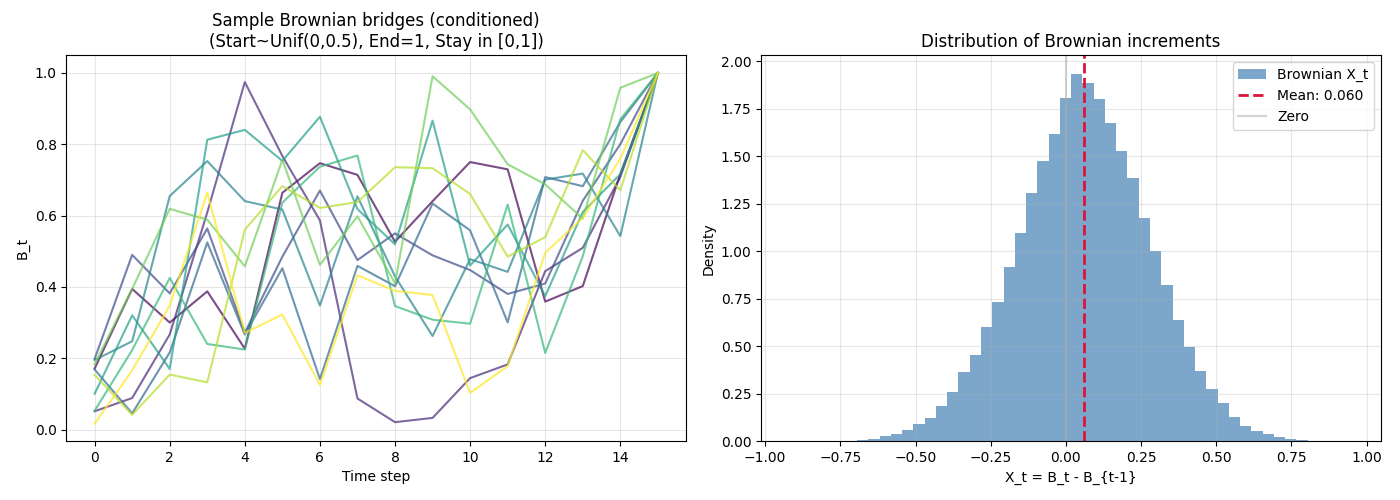 Sample Brownian bridges (conditioned)
(Start~Unif(0,0.5), End=1, Stay in [0,1])
B_t
1.0
0.8
0.6
0.4
0.2
0.0
0 2 4 6 8 10 12 14
Time step
Distribution of Brownian increments
Density
2.00
1.75
1.50
1.25
1.00
0.75
0.50
0.25
0.00
Brownian X_t
Mean: 0.060
Zero
−1.00 −0.75 −0.50 −0.25 0.00 0.25 0.50 0.75 1.00
X_t = B_t - B_{t-1}